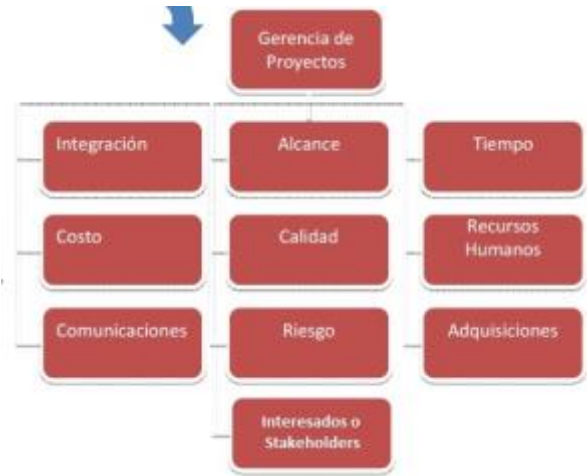 Gerencia de
Proyectos
Integración
Alcance
Tiempo
Costo
Calidad
Recursos
Humanos
Comunicaciones
Riesgo
Adquisiciones
Interesados o
Stakeholders